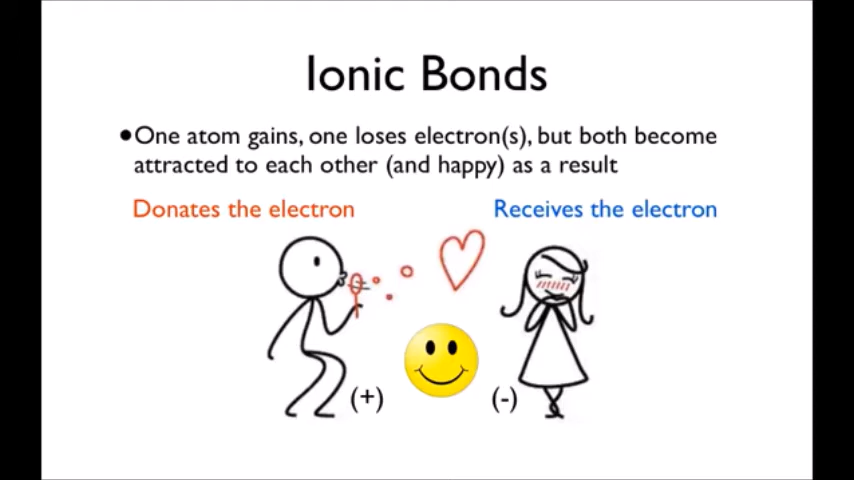 Ionic Bonds
•One atom gains, one loses electron(s), but both become
attracted to each other (and happy) as a result
Donates the electron
Receives the electron
(+)
(-)